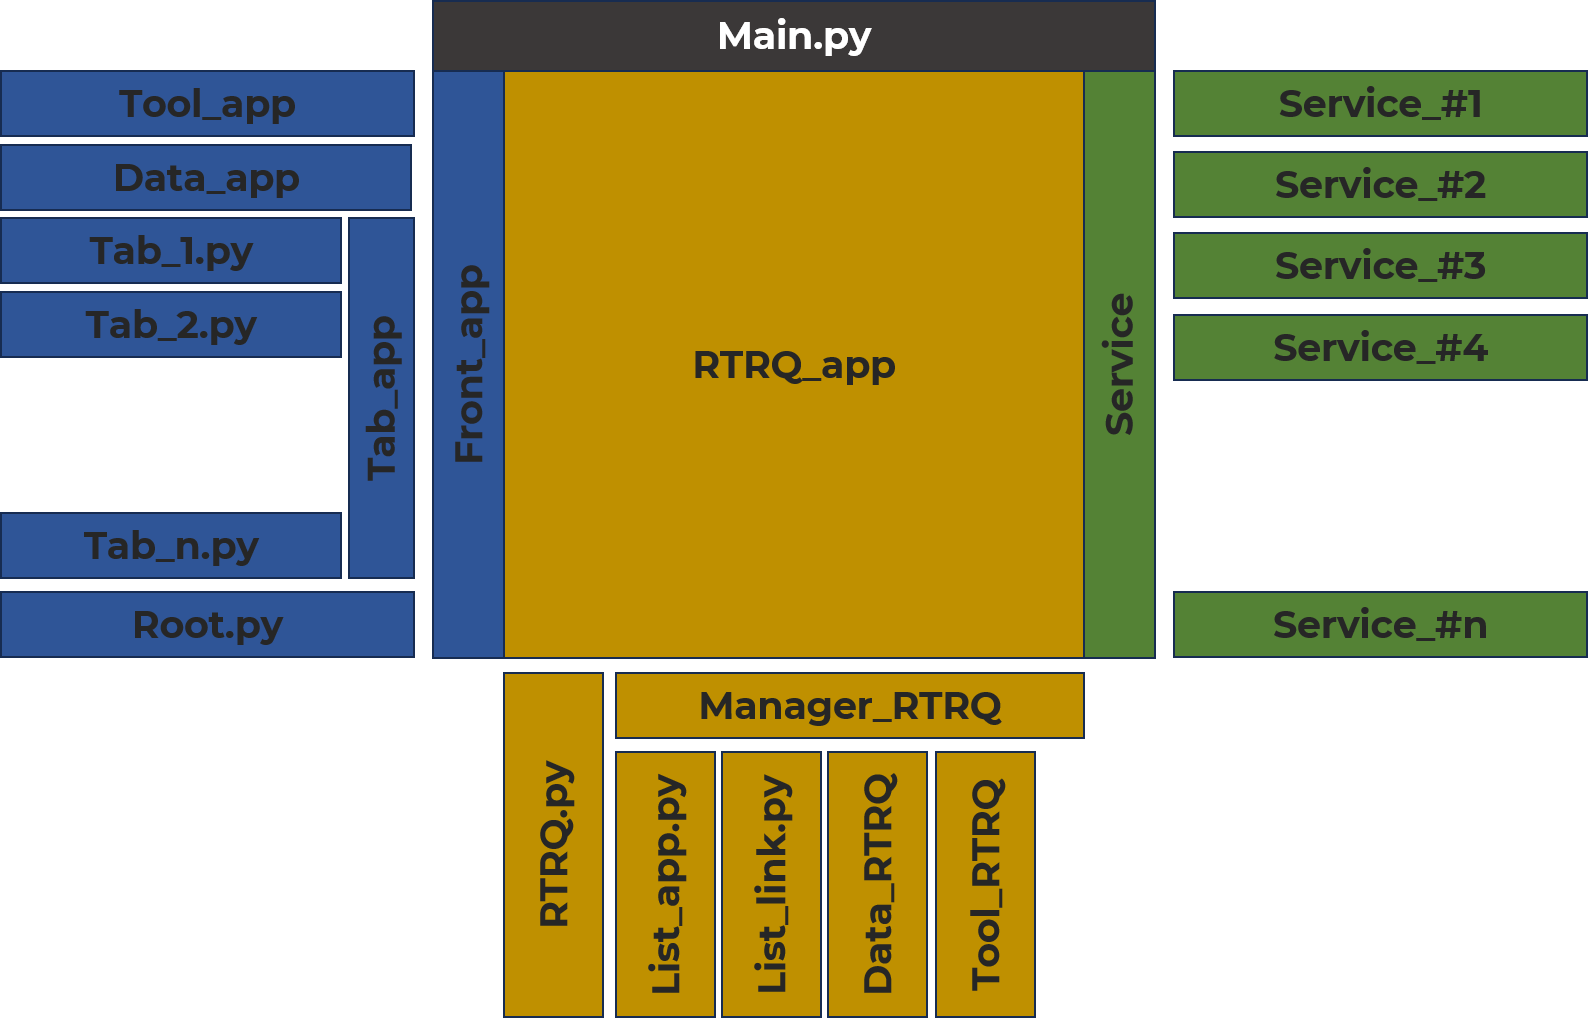 Main.py
Tool_app
Data_app
Tab_1.py
Tab_2.py
Tab_n.py
Tab_app
Root.py
Front_app
RTRQ_app
Service
Service_#1
Service_#2
Service_#3
Service_#4
Service_#n
RTRQ.py
Manager_RTRQ
List_app.py
List_link.py
Data_RTRQ
Tool_RTRQ